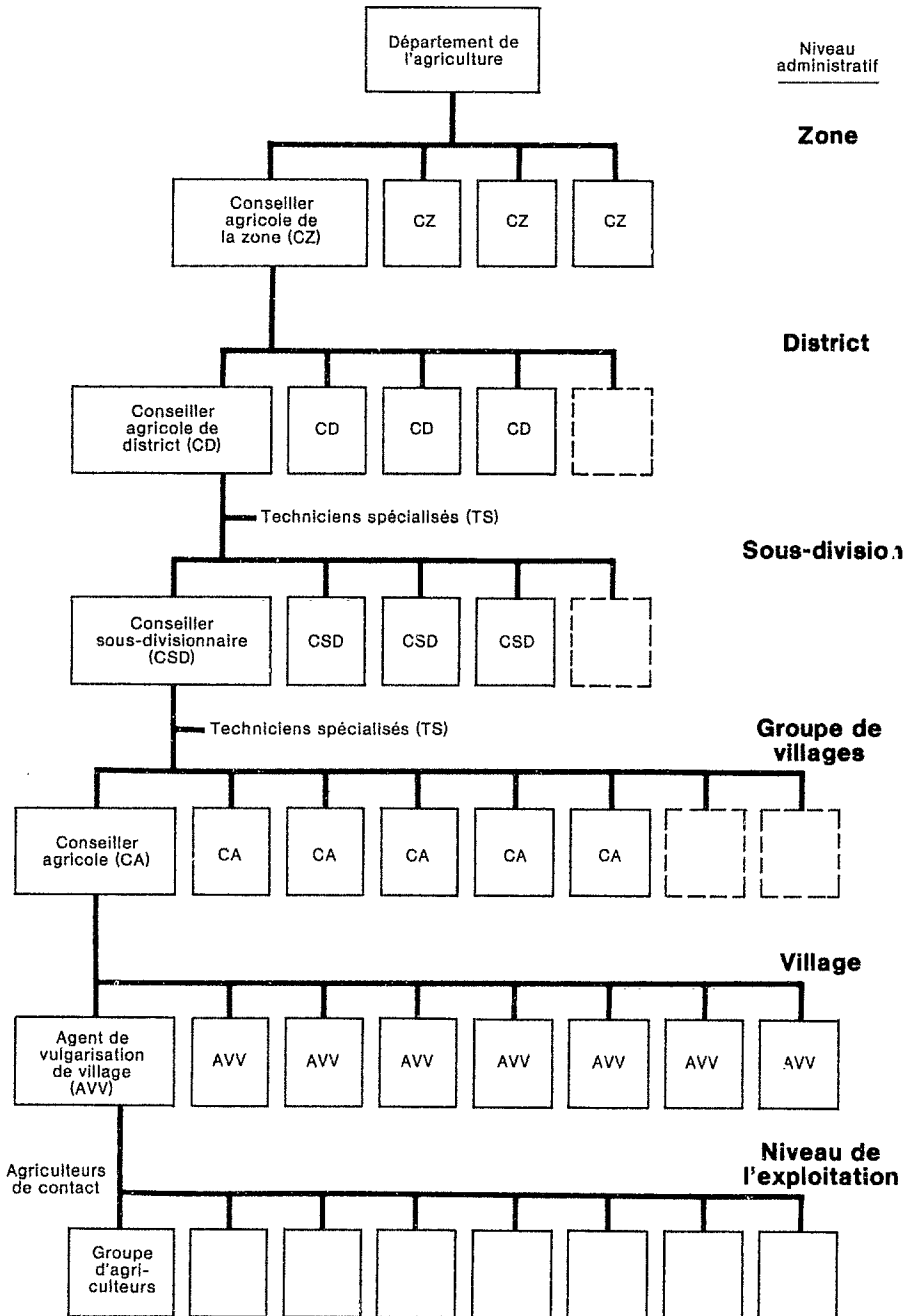 Département de
l'agriculture
Niveau
administratif
Zone
Conseiller
agricole de
la zone (CZ)
CZ
CZ
CZ
District
Conseiller
agricole de
district (CD)
CD
CD
CD
Techniciens spécialisés (TS)
Sous-division
Conseiller
sous-divisionnaire
(CSD)
CSD
CSD
CSD
Techniciens spécialisés (TS)
Groupe de
villages
Conseiller
agricole (CA)
CA
CA
CA
CA
CA
Village
Agent de
vulgarisation
de village
(AVV)
AVV
AVV
AVV
AVV
AVV
AVV
AVV
Niveau de
l'exploitation
Agriculteurs
de contact
Groupe
d'agri-
culteurs